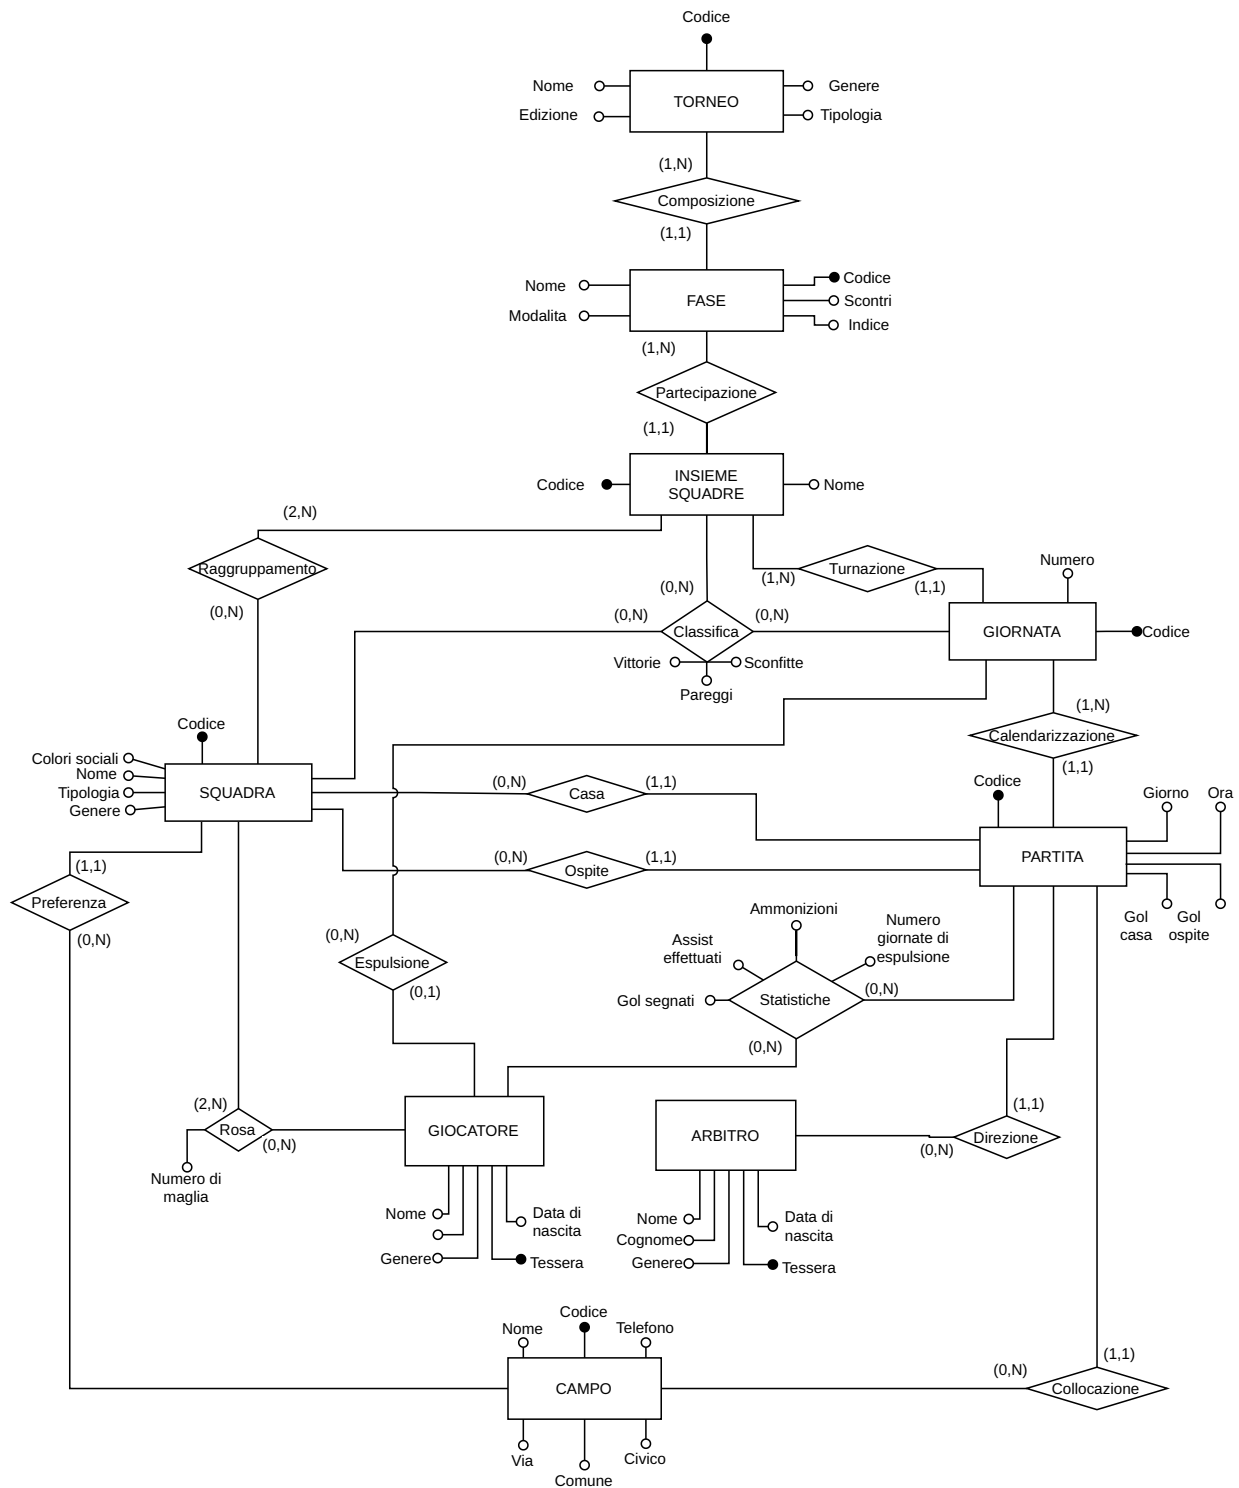 Codice
Nome
Genere
TORNEO
Edizione
Tipologia
(1,N)
Composizione
(1,1)
Codice
Nome
FASE
Scontri
Modalita
Indice
(1,N)
Partecipazione
(1,1)
INSIEME
SQUADRE
Codice
Nome
(2,N)
Raggruppamento
(0,N)
Turnazione
(1,N)
(1,1)
Numero
(0,N)
(0,N)
Classifica
(0,N)
GIORNATA
Codice
Vittorie
Sconfitte
Pareggi
(1,N)
Calendarizzazione
(1,1)
Codice
Colori sociali
Nome
Tipologia
Genere
SQUADRA
(0,N)
Casa
(1,1)
Codice
Giorno
Ora
PARTITA
(0,N)
Ospite
(1,1)
Gol
casa
Gol
ospite
(1,1)
Preferenza
(0,N)
(0,N)
Espulsione
(0,1)
Ammonizioni
Assist
effettuati
Numero
giornate di
espulsione
Gol segnati
Statistiche
(0,N)
(0,N)
(2,N)
Rosa
(0,N)
Numero di
maglia
GIOCATORE
ARBITRO
(1,1)
Direzione
(0,N)
Nome
Data di
nascita
Genere
Tessera
Nome
Cognome
Genere
Data di
nascita
Tessera
Codice
Nome
Telefono
CAMPO
(1,1)
(0,N)
Collocazione
Via
Civico
Comune